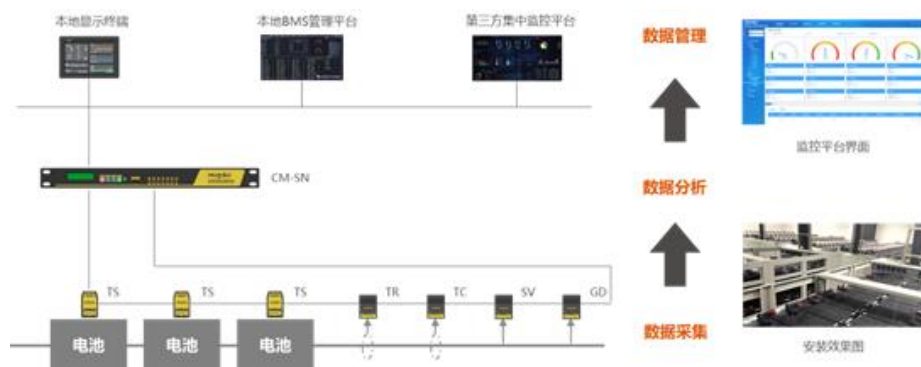 本地显示终端
本地BMS管理平台
第三方集中监控平台
数据管理
监控平台界面
CM-SN
数据分析
TS
TS
TS
TR
TC
SV
GD
电池
电池
电池
数据采集
安装效果图